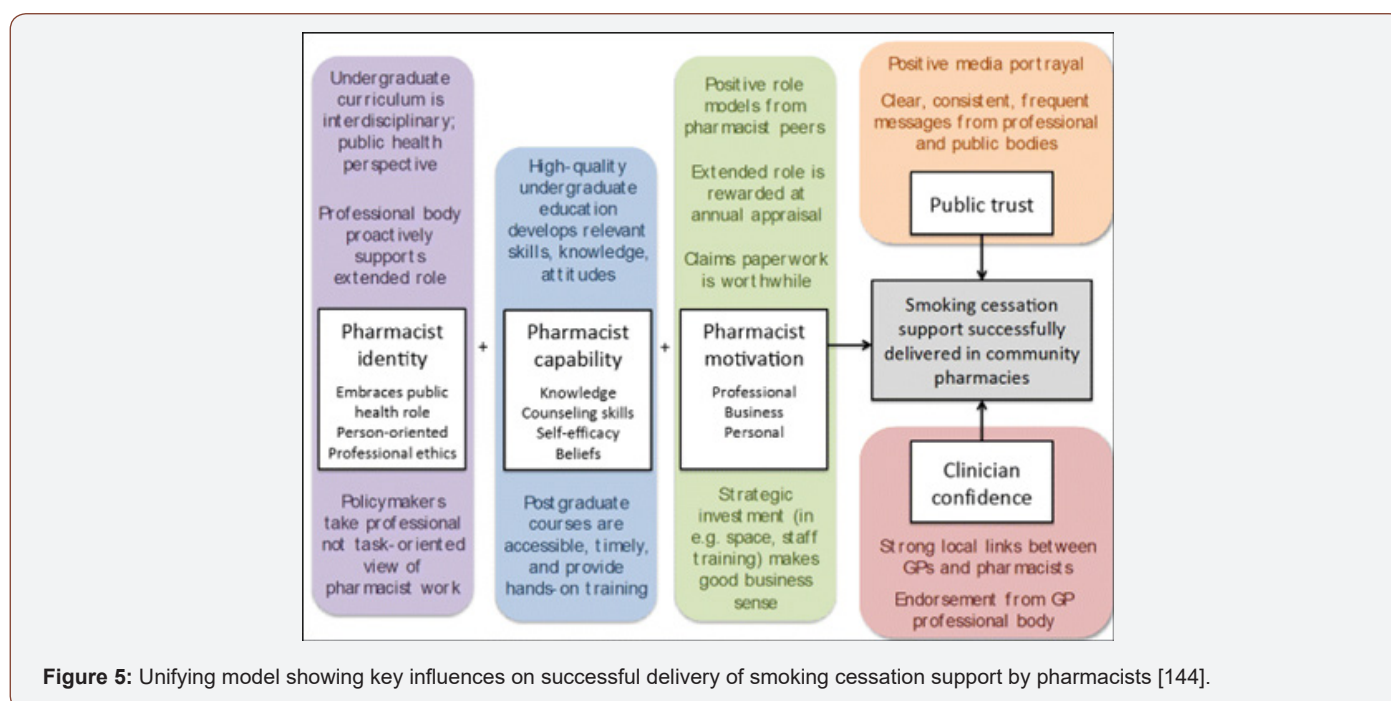 Undergraduate
curriculum is
interdisciplinary;
public health
perspective
Professional body
proactively
supports
extended role
Pharmacist
identity
Embraces public
health role
Person-oriented
Professional ethics
Policymakers
take professional
not task-oriented
view of
pharmacist work
+
High-quality
undergraduate
education
develops relevant
skills, knowledge,
attitudes
Pharmacist
capability
Knowledge
Counseling skills
Self-efficacy
Beliefs
Postgraduate
courses are
accessible, timely,
and provide
hands-on training
+
Positive role
models from
pharmacist peers
Extended role is
rewarded at
annual appraisal
Claims paperwork
is worthwhile
Pharmacist
motivation
Professional
Business
Personal
Strategic
investment (in
e.g. space, staff
training) makes
good business
sense
Positive media portrayal
Clear, consistent, frequent
messages from professional
and public bodies
Public trust
Smoking cessation
support successfully
delivered in community
pharmacies
Clinician
confidence
Strong local links between
GPs and pharmacists
Endorsement from GP
professional body
Figure 5: Unifying model showing key influences on successful delivery of smoking cessation support by pharmacists [144].